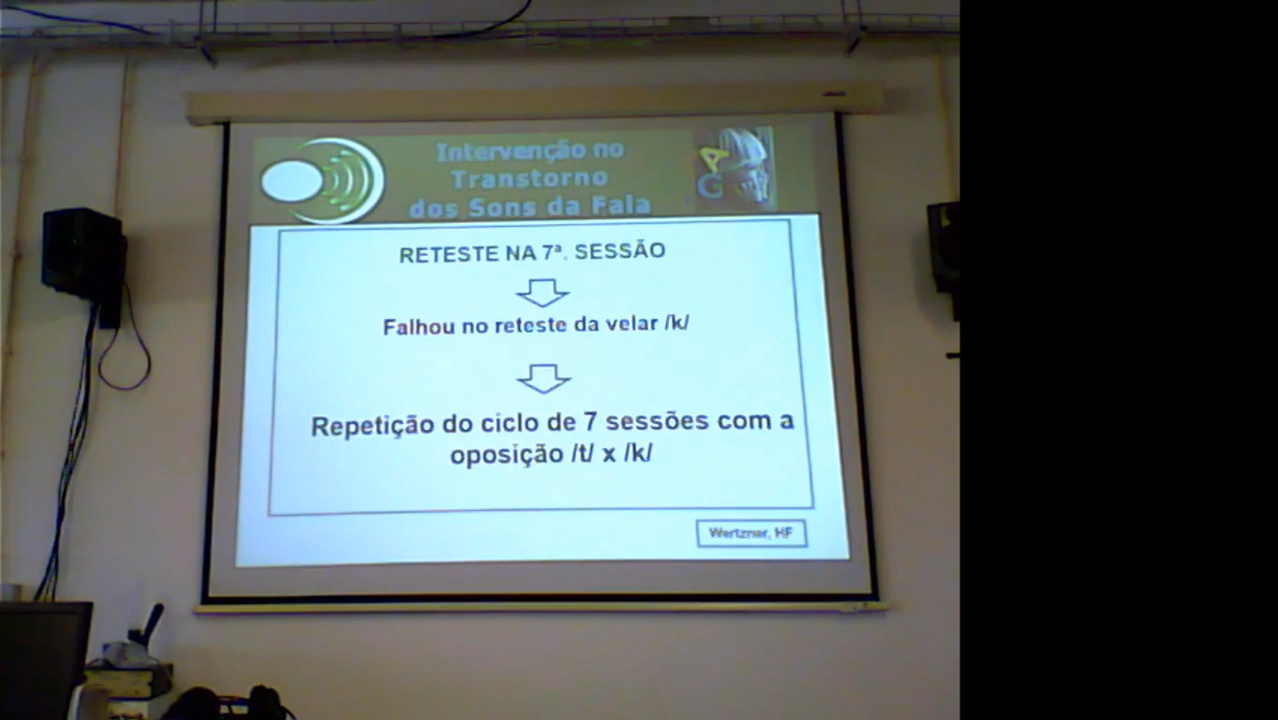 Intervenção no
Transtorno
dos Sons da Fala
A
G
RETESTE NA 7ª. SESSÃO
Falhou no reteste da velar /k/
Repetição do ciclo de 7 sessões com a
oposição /t/ x /k/
Wertzner, HF